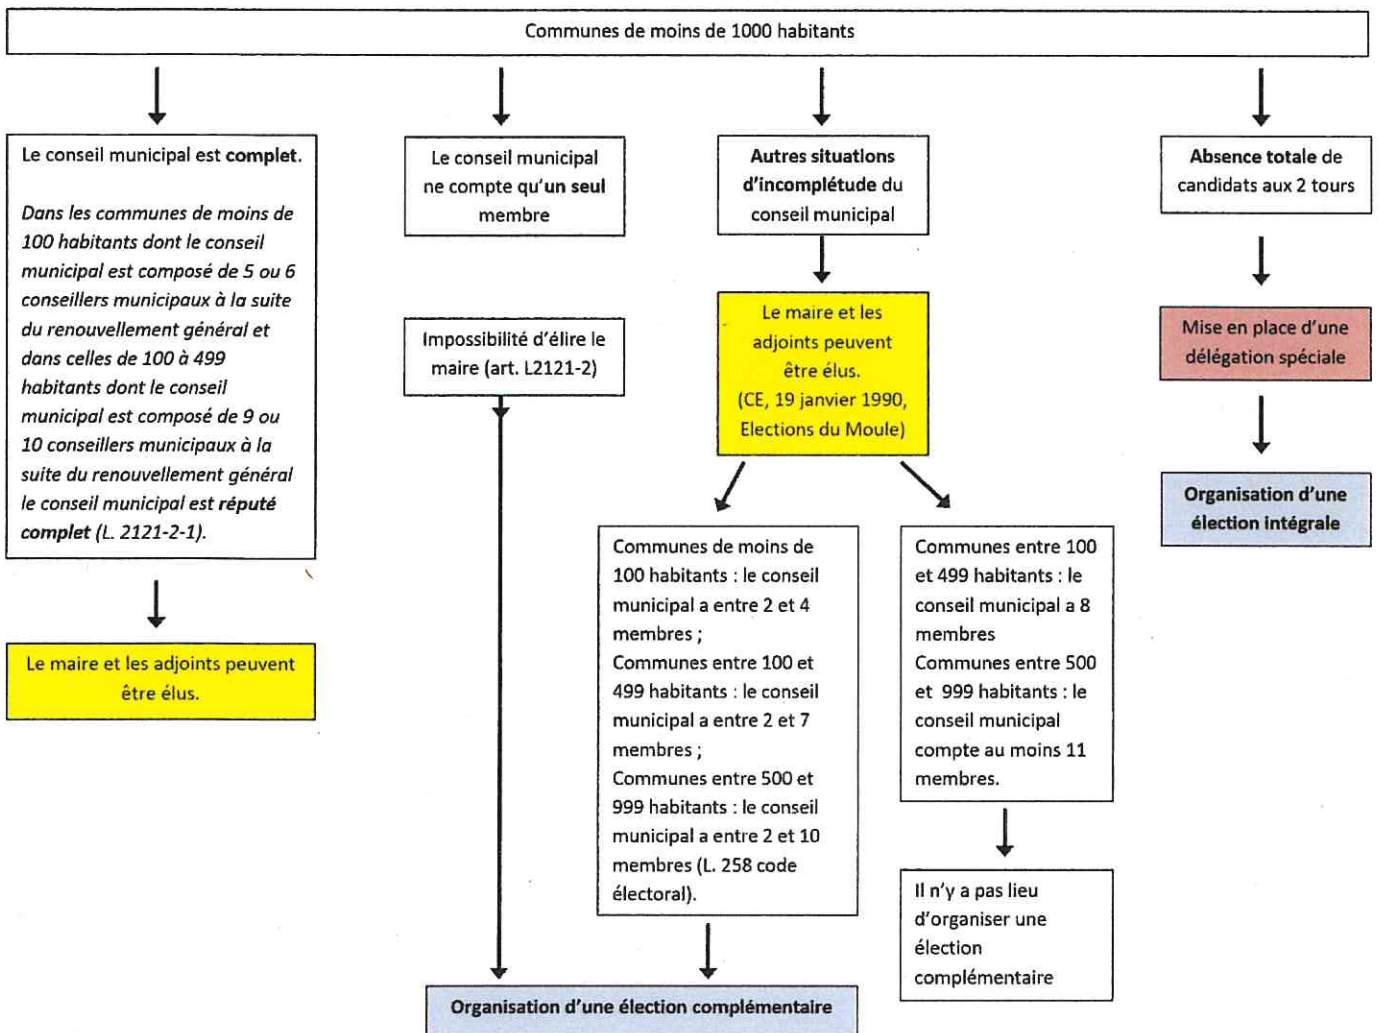 Communes de moins de 1000 habitants
Le conseil municipal est complet.
Dans les communes de moins de
100 habitants dont le conseil
municipal est composé de 5 ou 6
conseillers municipaux à la suite
du renouvellement général et
dans celles de 100 à 499
habitants dont le conseil
municipal est composé de 9 ou
10 conseillers municipaux à la
suite du renouvellement général
le conseil municipal est réputé
complet (L. 2121-2-1).
Le maire et les adjoints peuvent
être élus.
Le conseil municipal
ne compte qu'un seul
membre
Impossibilité d'élire le
maire (art. L2121-2)
Autres situations
d'incomplétude du
conseil municipal
Le maire et les
adjoints peuvent
être élus.
(CE, 19 janvier 1990,
Elections du Moule)
Communes de moins de
100 habitants : le conseil
municipal a entre 2 et 4
membres ;
Communes entre 100 et
499 habitants : le conseil
municipal a entre 2 et 7
membres ;
Communes entre 500 et
999 habitants : le conseil
municipal a entre 2 et 10
membres (L. 258 code
électoral).
Organisation d'une élection complémentaire
Communes entre 100
et 499 habitants : le
conseil municipal a 8
membres
Communes entre 500
et 999 habitants : le
conseil municipal
compte au moins 11
membres.
Il n'y a pas lieu
d'organiser une
élection
complémentaire
Absence totale de
candidats aux 2 tours
Mise en place d'une
délégation spéciale
Organisation d'une
élection intégrale